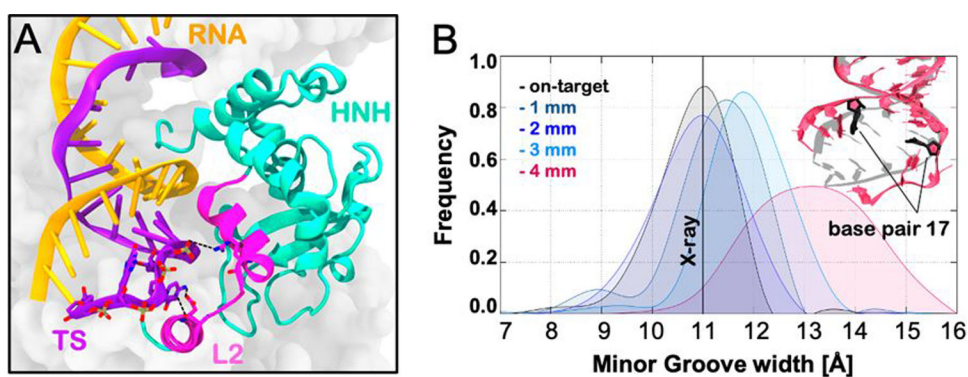 A
RNA
HNH
TS
L2
B
Frequency
1.0
0.8
0.6
0.4
0.2
0.0
- on-target
- 1 mm
- 2 mm
- 3 mm
- 4 mm
X-ray
base pair 17
7 8 9 10 11 12 13 14 15 16
Minor Groove width [Å]